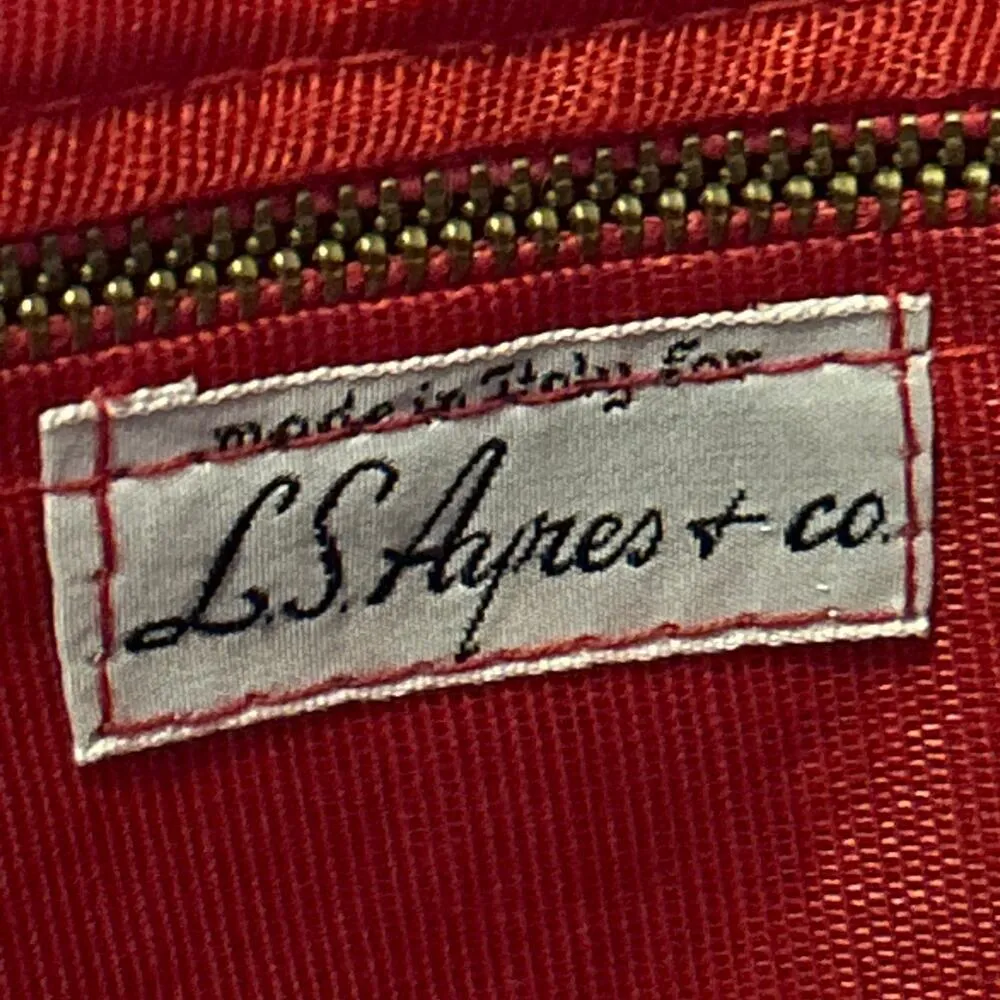 made in Italy for
L.S. Ayres + co.